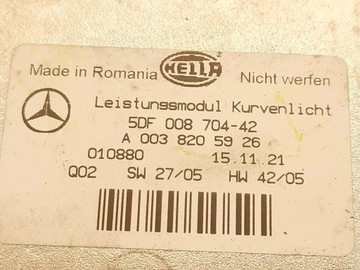 Made in Romania HELLA Nicht werfen
Leistungsmodul Kurvenlicht
5DF 008 704-42
A 003 820 59 26
010880 15.11.21
Q02 SW 27/05 HW 42/05